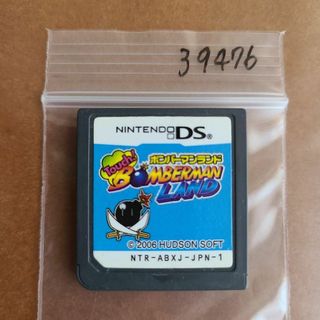 39476
NINTENDO DS
Touch!
ボンバーマンランド
BOMBERMAN
LAND
© 2006 HUDSON SOFT
NTR-ABXJ-JPN-1